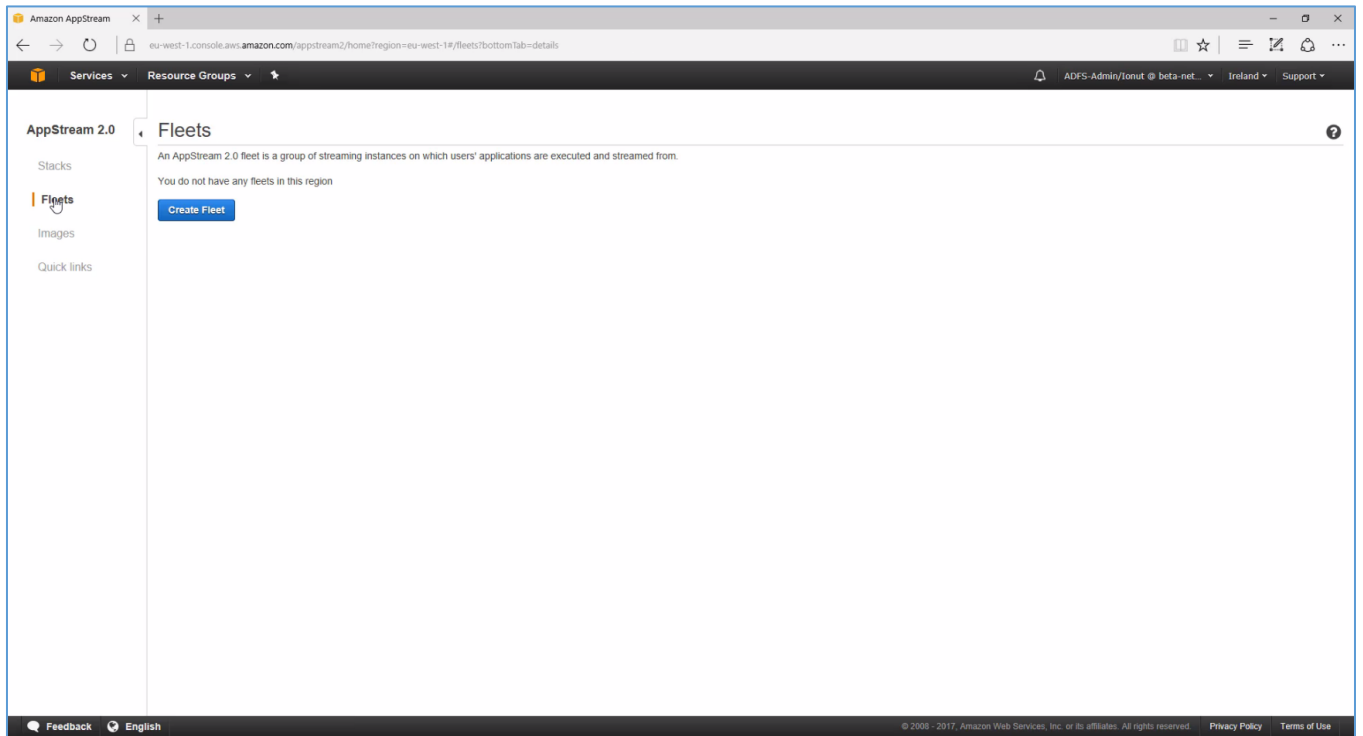 Amazon AppStream
eu-west-1.console.aws.amazon.com/appstream2/home?region=eu-west-1#/fleets?bottomTab=details
Services Resource Groups ADFS-Admin/Ionut @ beta-net... Ireland Support
AppStream 2.0
Stacks
Fleets
Images
Quick links
Fleets
An AppStream 2.0 fleet is a group of streaming instances on which users' applications are executed and streamed from.
You do not have any fleets in this region
Create Fleet
Feedback English © 2008 - 2017, Amazon Web Services, Inc. or its affiliates. All rights reserved. Privacy Policy Terms of Use